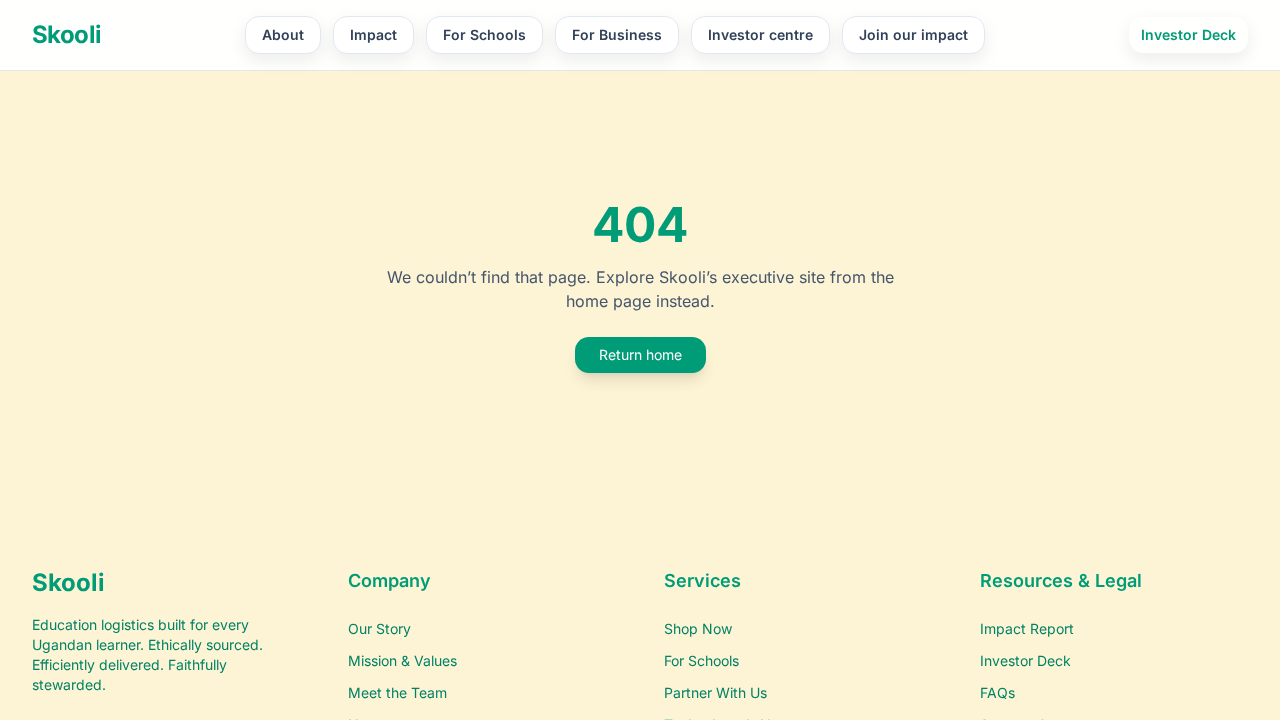 Skooli
About
Impact
For Schools
For Business
Investor centre
Join our impact
Investor Deck
404
We couldn’t find that page. Explore Skooli’s executive site from the
home page instead.
Return home
Skooli
Education logistics built for every
Ugandan learner. Ethically sourced.
Efficiently delivered. Faithfully
stewarded.
Company
Our Story
Mission & Values
Meet the Team
Services
Shop Now
For Schools
Partner With Us
Resources & Legal
Impact Report
Investor Deck
FAQs